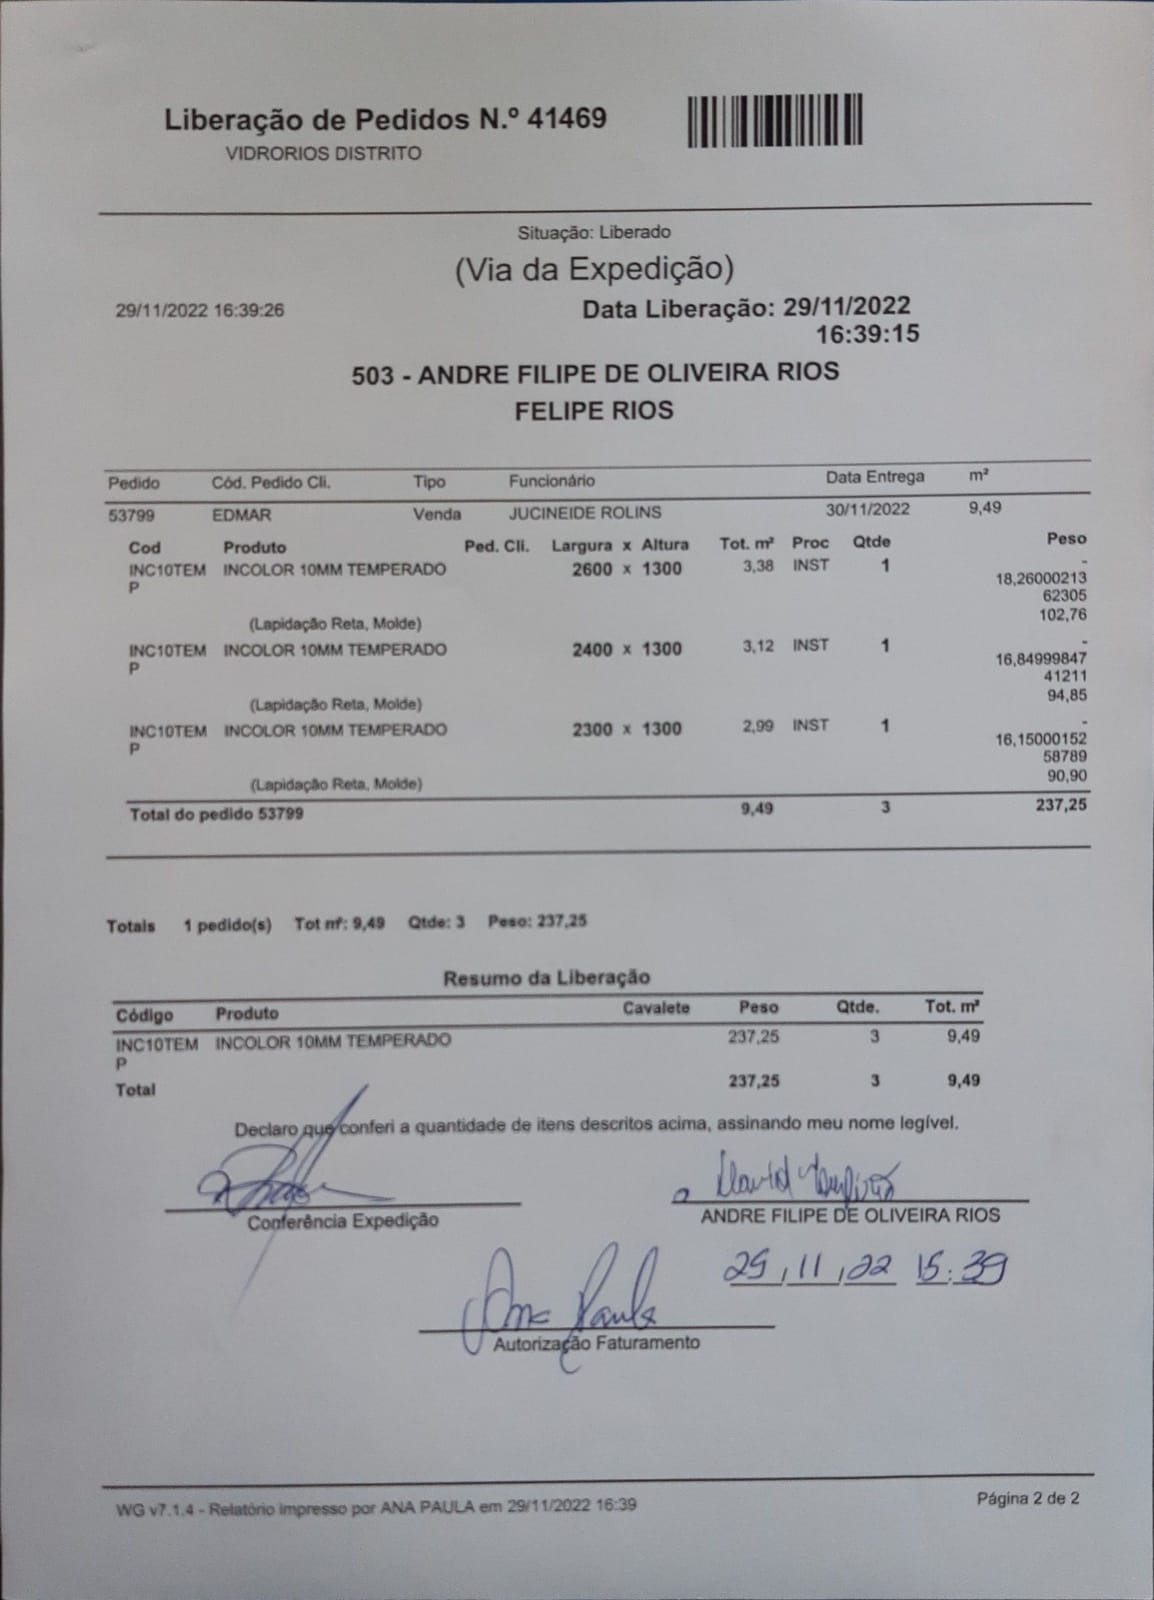 Liberação de Pedidos N.º 41469
VIDRORIOS DISTRITO
Situação: Liberado
(Via da Expedição)
29/11/2022 16:39:26 Data Liberação: 29/11/2022
16:39:15
503 - ANDRE FILIPE DE OLIVEIRA RIOS
FELIPE RIOS
Pedido Cód. Pedido Cli. Tipo Funcionário Data Entrega m²
53799 EDMAR Venda JUCINEIDE ROLINS 30/11/2022 9,49
Cod Produto Ped. Cli. Largura x Altura Tot. m² Proc Qtde Peso
INC10TEM INCOLOR 10MM TEMPERADO 2600 x 1300 3,38 INST 1 -
P 18,26000213
62305
102,76
(Lapidação Reta, Molde)
INC10TEM INCOLOR 10MM TEMPERADO 2400 x 1300 3,12 INST 1 -
P 16,84999847
41211
94,85
(Lapidação Reta, Molde)
INC10TEM INCOLOR 10MM TEMPERADO 2300 x 1300 2,99 INST 1 -
P 16,15000152
58789
90,90
(Lapidação Reta, Molde)
Total do pedido 53799 9,49 3 237,25
Totais 1 pedido(s) Tot m²: 9,49 Qtde: 3 Peso: 237,25
Resumo da Liberação
Código Produto Cavalete Peso Qtde. Tot. m²
INC10TEM INCOLOR 10MM TEMPERADO 237,25 3 9,49
P
Total 237,25 3 9,49
Declaro que conferi a quantidade de itens descritos acima, assinando meu nome legível.
David
Conferência Expedição ANDRE FILIPE DE OLIVEIRA RIOS
29/11/22 15:39
Ana Paula
Autorização Faturamento
WG v7.1.4 - Relatório impresso por ANA PAULA em 29/11/2022 16:39 Página 2 de 2